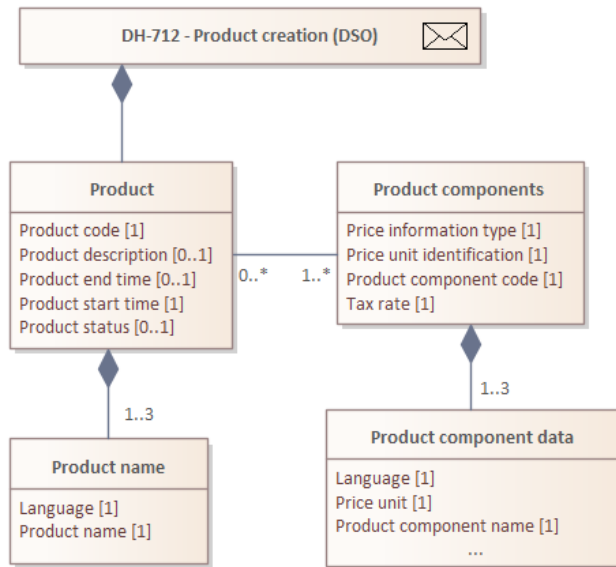 DH-712 - Product creation (DSO)
Product
Product code [1]
Product description [0..1]
Product end time [0..1]
Product start time [1]
Product status [0..1]
0..*
1..*
Product components
Price information type [1]
Price unit identification [1]
Product component code [1]
Tax rate [1]
1..3
Product name
Language [1]
Product name [1]
1..3
Product component data
Language [1]
Price unit [1]
Product component name [1]
...